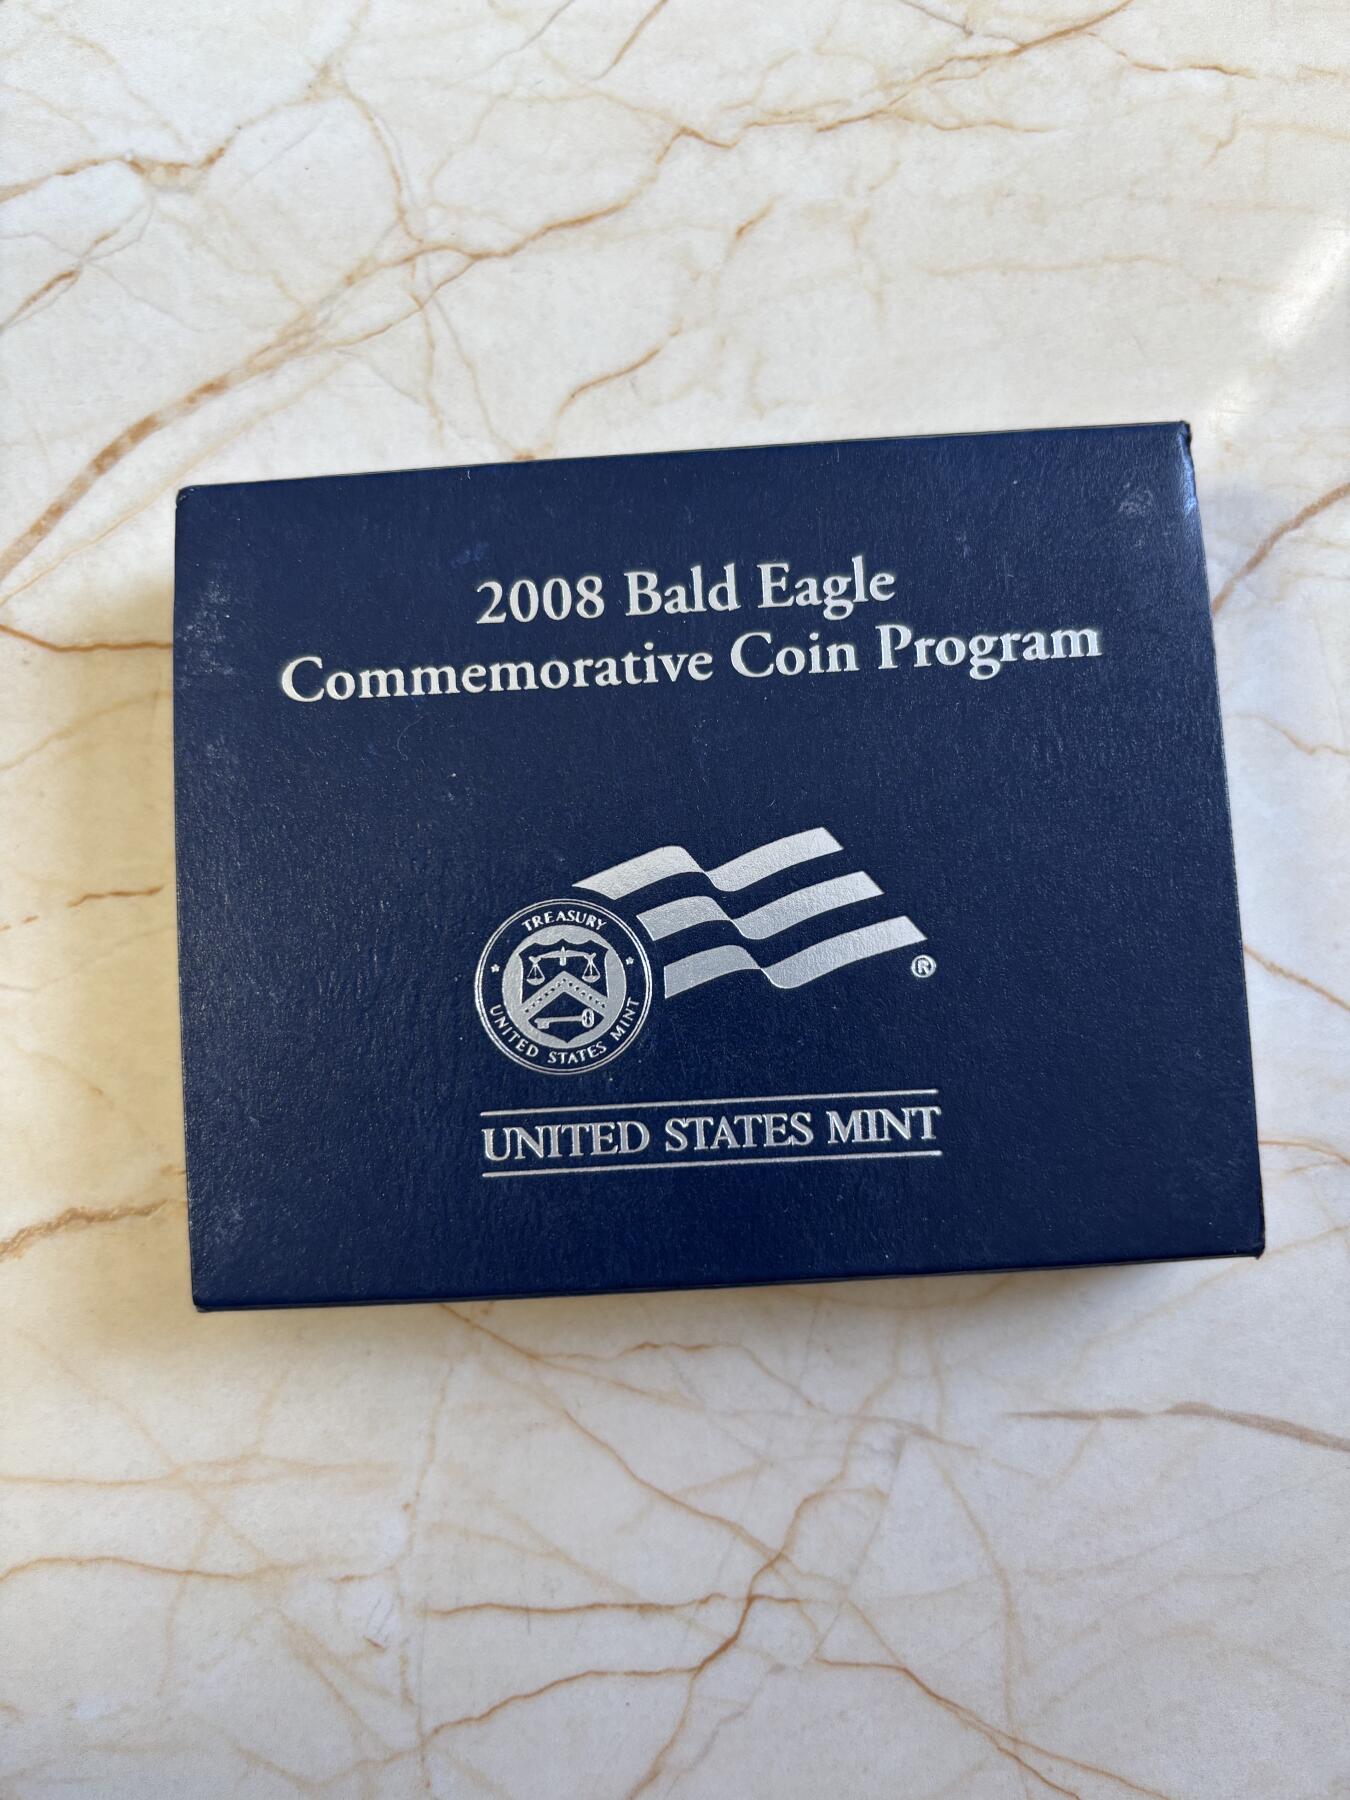 2008 Bald Eagle
Commemorative Coin Program
TREASURY
UNITED STATES MINT
®
UNITED STATES MINT